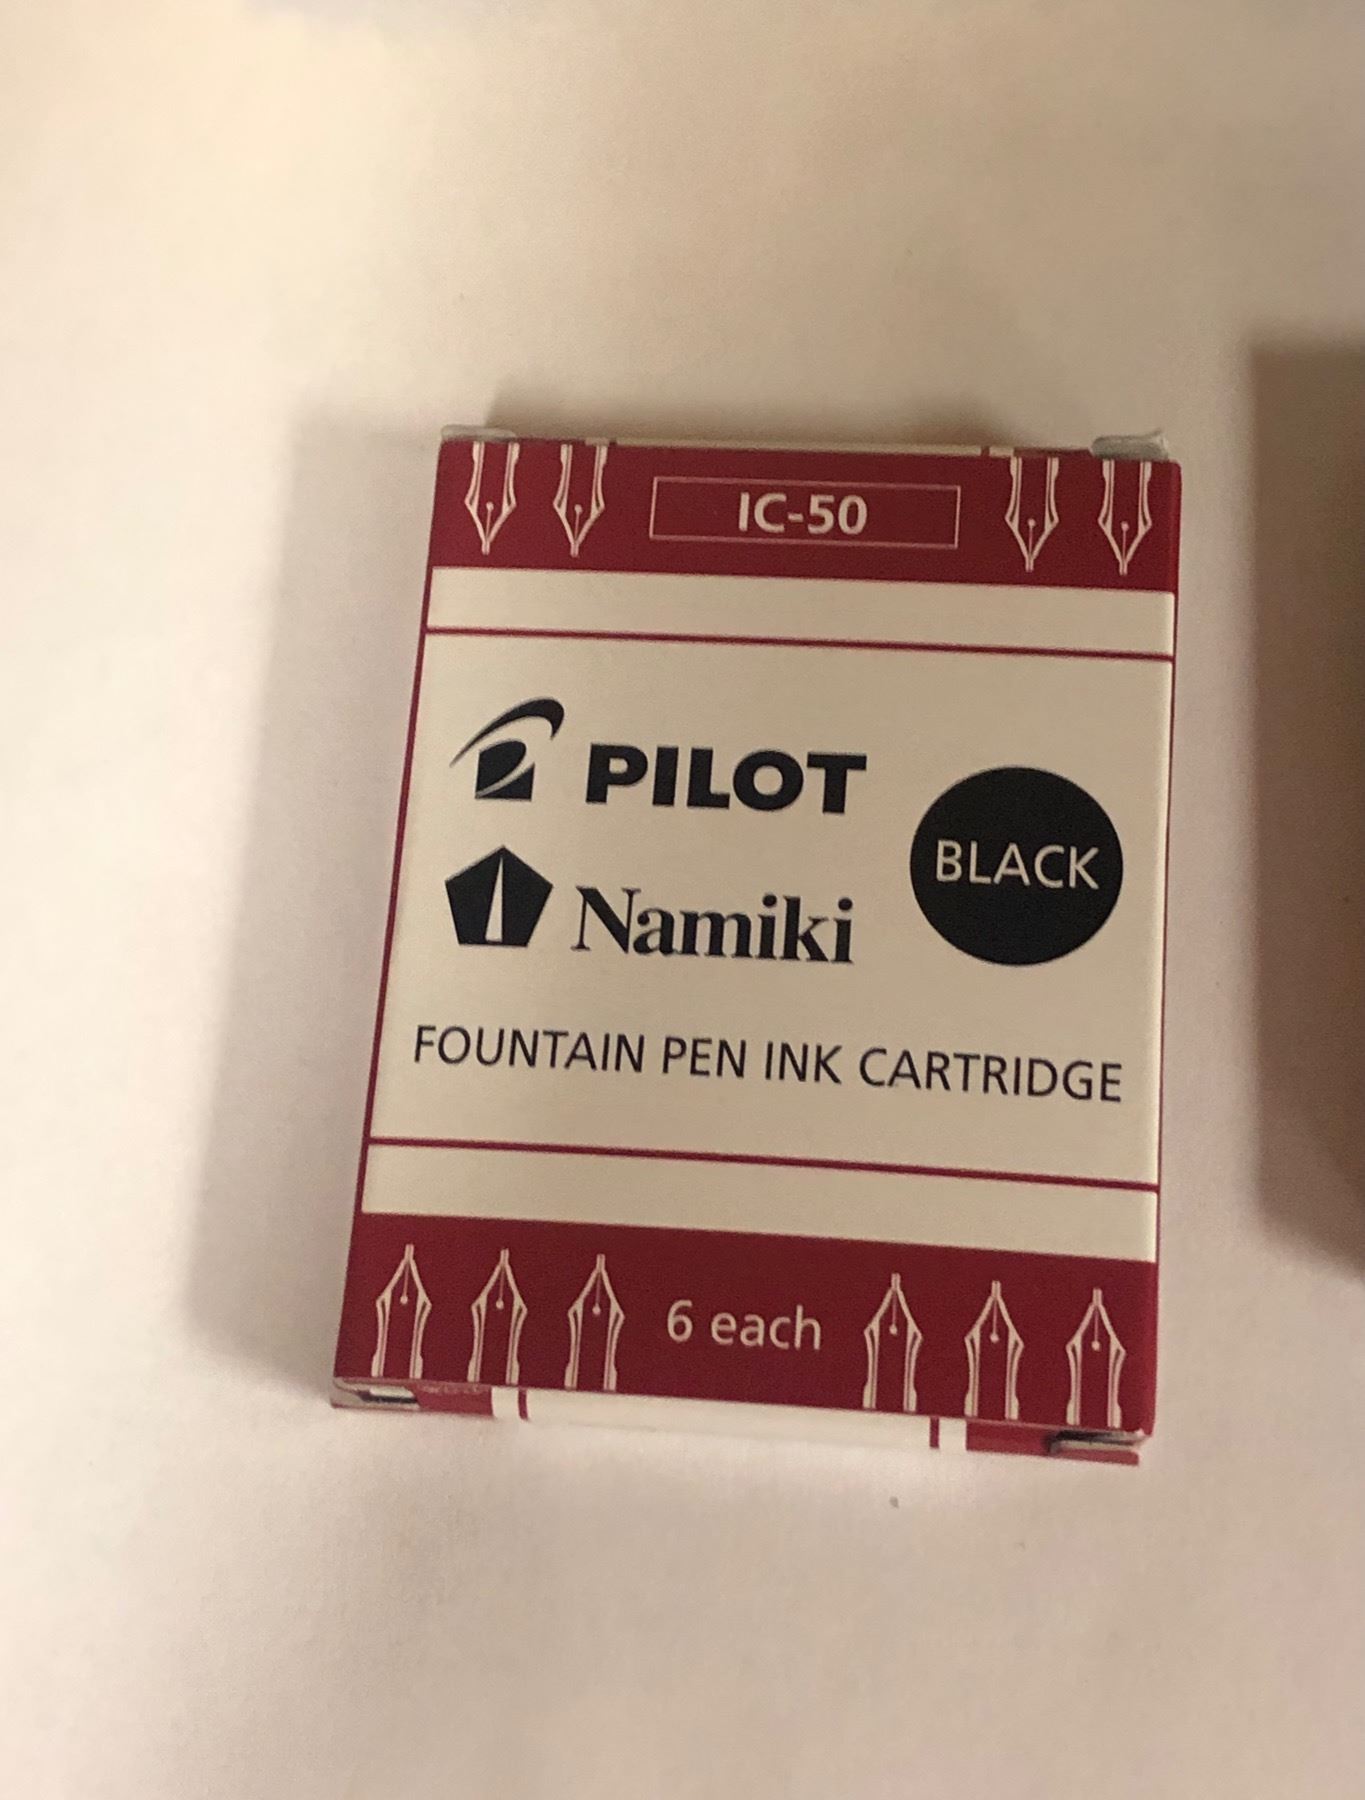 IC-50
PILOT
Namiki
BLACK
FOUNTAIN PEN INK CARTRIDGE
6 each